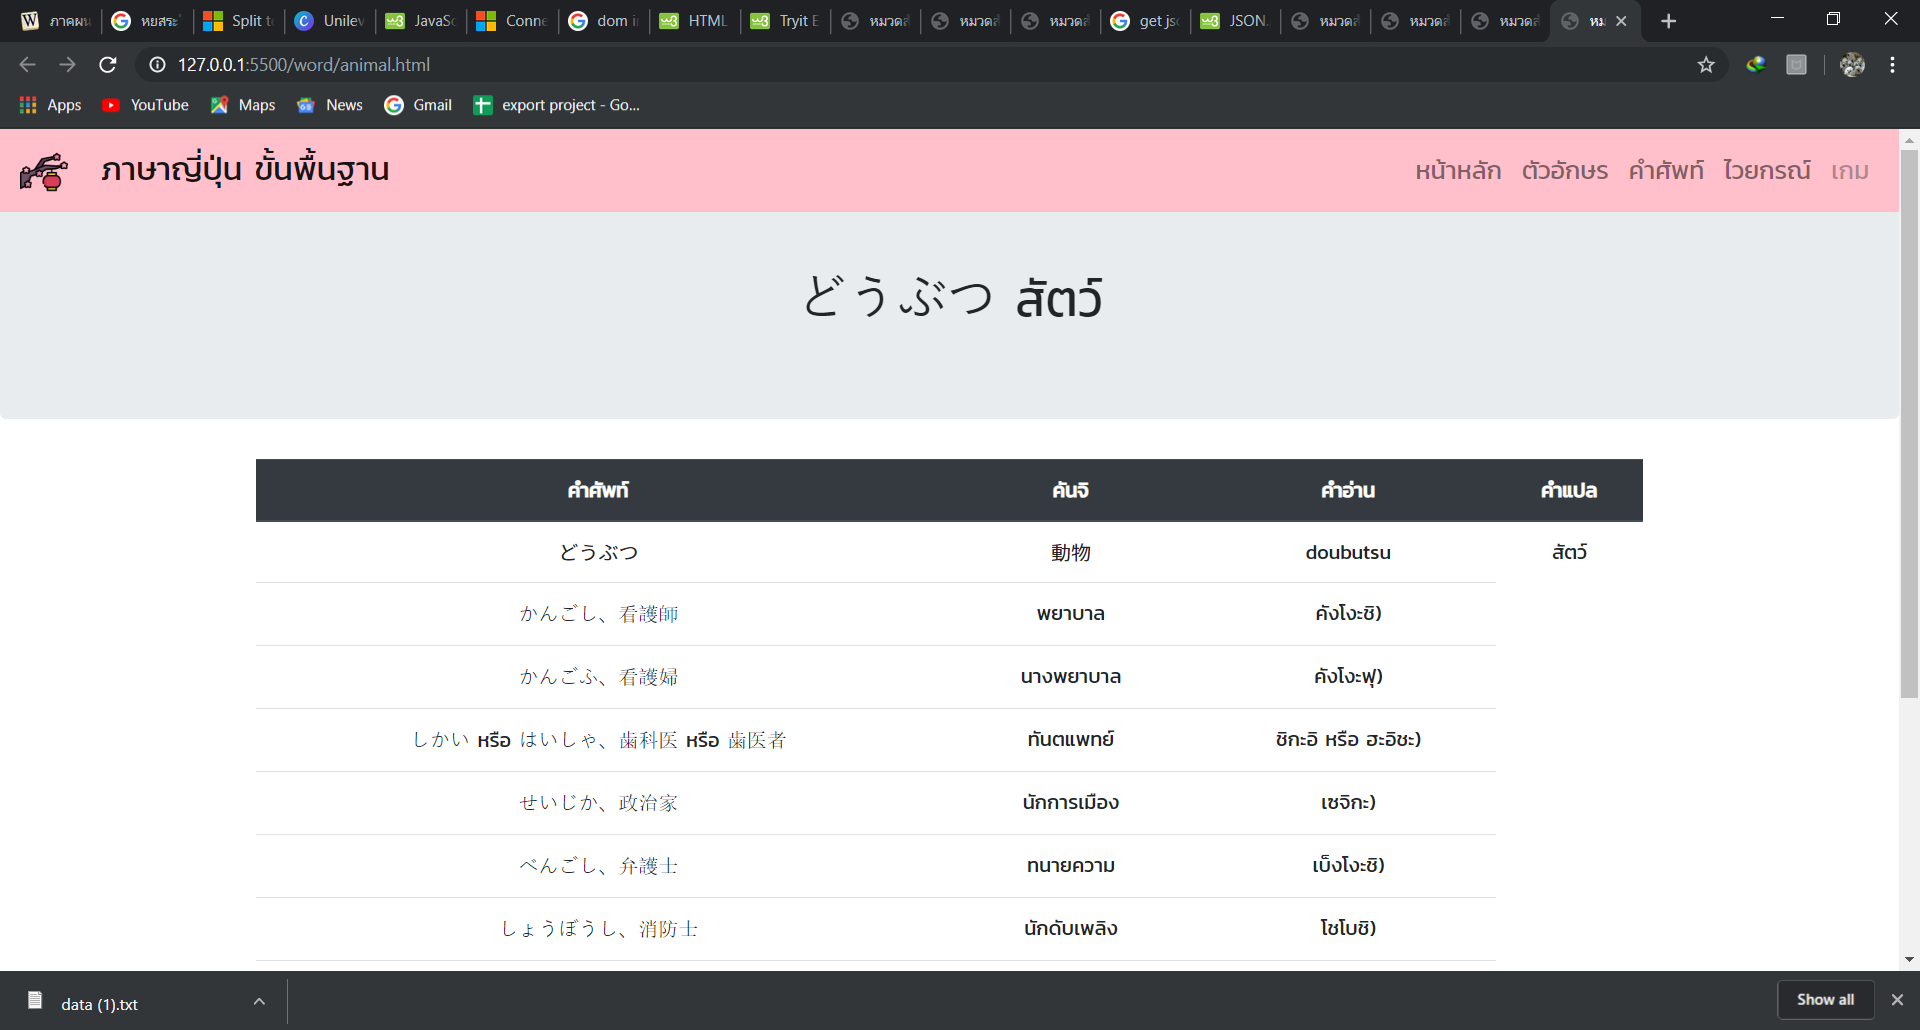 ภาคผน
หยสระ
Split t
Unilev
JavaSc
Conne
dom i
HTML
Tryit E
หมวดสั
หมวดสั
หมวดสั
get jso
JSON.
หมวดสั
หมวดสั
หมวดสั
หม
127.0.0.1:5500/word/animal.html
Apps YouTube Maps News Gmail export project - Go...
ภาษาญี่ปุ่น ขั้นพื้นฐาน
หน้าหลัก ตัวอักษร คำศัพท์ ไวยกรณ์ เกม
どうぶつ สัตว์
คำศัพท์ คันจิ คำอ่าน คำแปล
どうぶつ 動物 doubutsu สัตว์
かんごし、看護師 พยาบาล คังโงะชิ)
かんごふ、看護婦 นางพยาบาล คังโงะฟุ)
しかい หรือ はいしゃ、歯科医 หรือ 歯医者 ทันตแพทย์ ชิกะอิ หรือ ฮะอิชะ)
せいじか、政治家 นักการเมือง เซจิกะ)
べんごし、弁護士 ทนายความ เบ็งโงะชิ)
しょうぼうし、消防士 นักดับเพลิง โชโบชิ)
data (1).txt
Show all